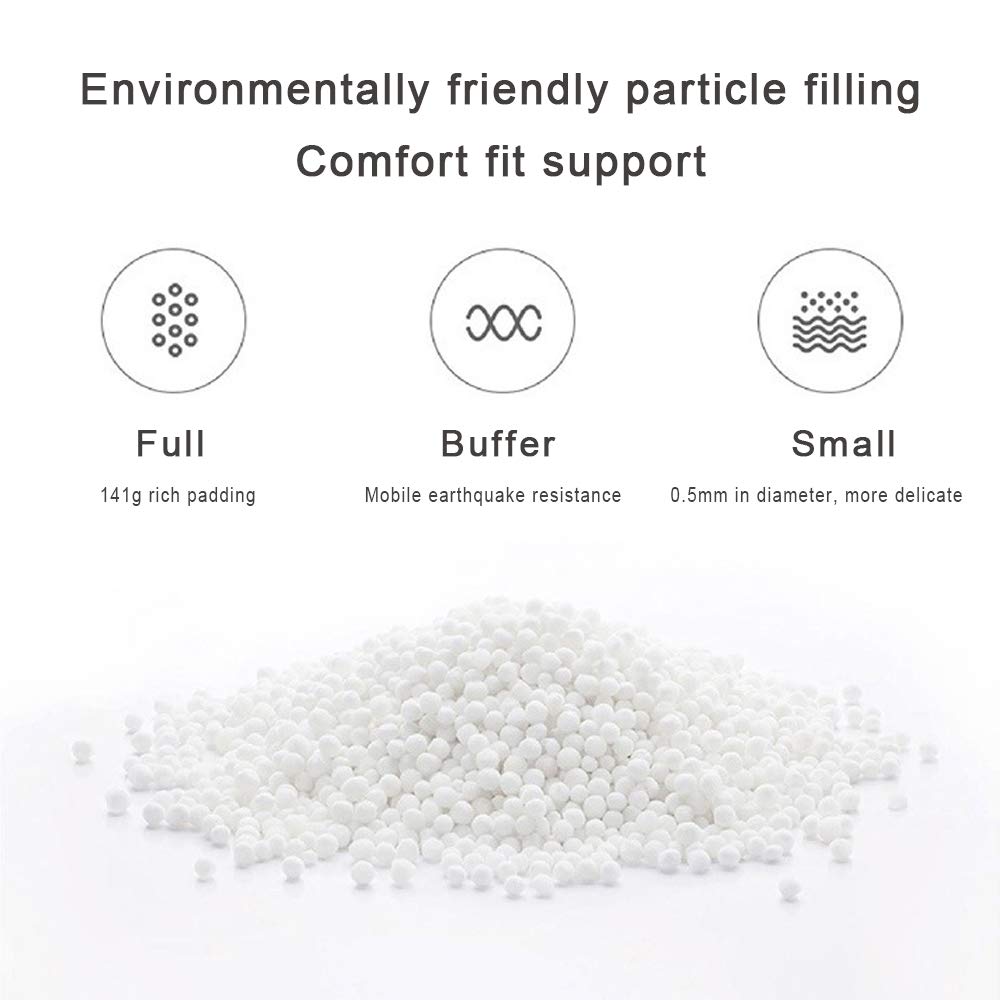 Environmentally friendly particle filling
Comfort fit support
Full
Buffer
Small
141g rich padding
Mobile earthquake resistance
0.5mm in diameter, more delicate